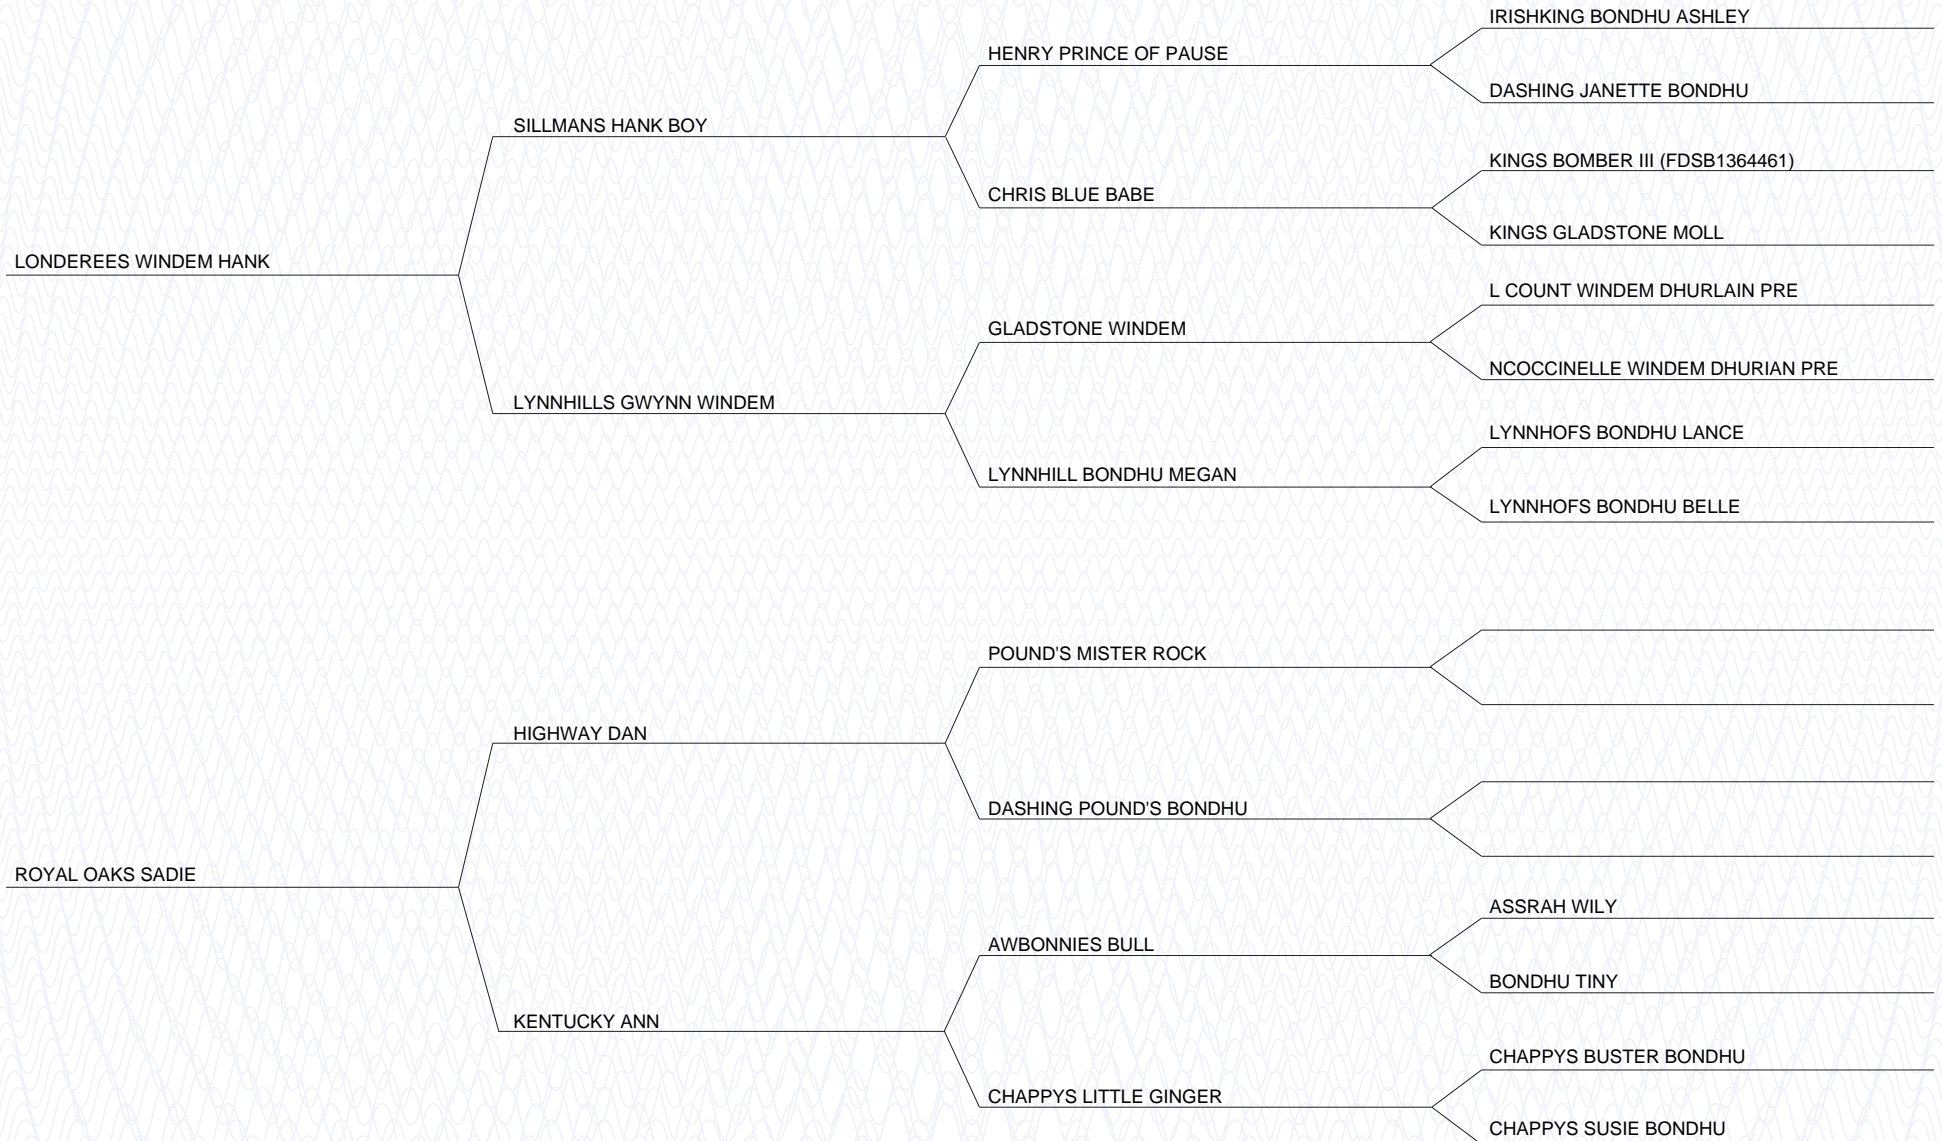 IRISHKING BONDHU ASHLEY
HENRY PRINCE OF PAUSE
DASHING JANETTE BONDHU
SILLMANS HANK BOY
KINGS BOMBER III (FDSB1364461)
CHRIS BLUE BABE
KINGS GLADSTONE MOLL
LONDEREES WINDEM HANK
L COUNT WINDEM DHURLAIN PRE
GLADSTONE WINDEM
NCOCCINELLE WINDEM DHURIAN PRE
LYNNHILLS GWYNN WINDEM
LYNNHOFS BONDHU LANCE
LYNNHILL BONDHU MEGAN
LYNNHOFS BONDHU BELLE
POUND'S MISTER ROCK
HIGHWAY DAN
DASHING POUND'S BONDHU
ROYAL OAKS SADIE
ASSRAH WILY
AWBONNIES BULL
BONDHU TINY
KENTUCKY ANN
CHAPPYS BUSTER BONDHU
CHAPPYS LITTLE GINGER
CHAPPYS SUSIE BONDHU